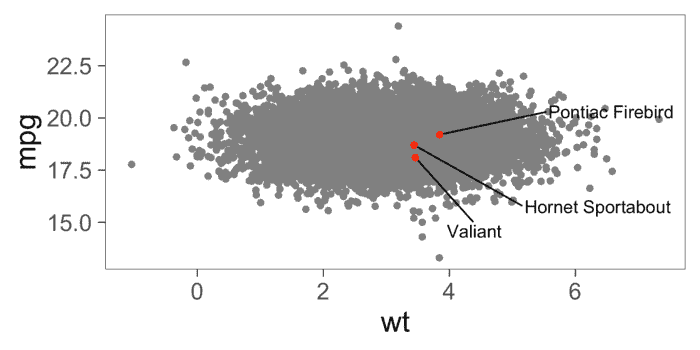 22.5
20.0
17.5
15.0
mpg
Pontiac Firebird
Hornet Sportabout
Valiant
0 2 4 6
wt